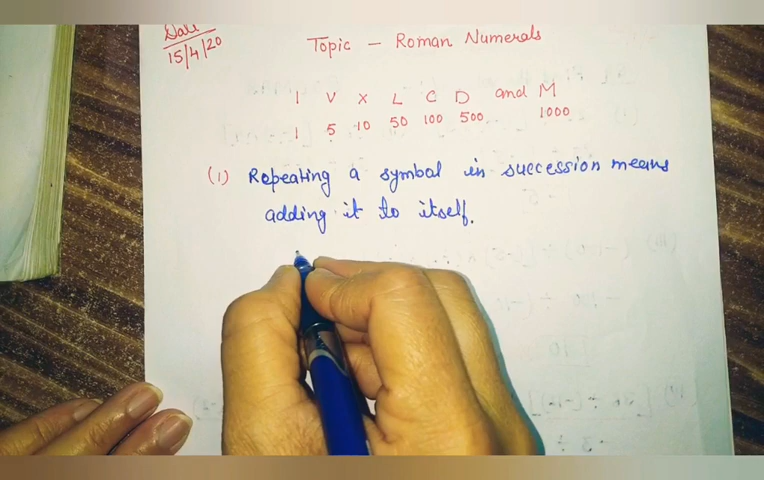 Date
15/4/20
Topic - Roman Numerals
I V X L C D and M
1 5 10 50 100 500 1000
(1) Repeating a symbol in succession means
adding it to itself.